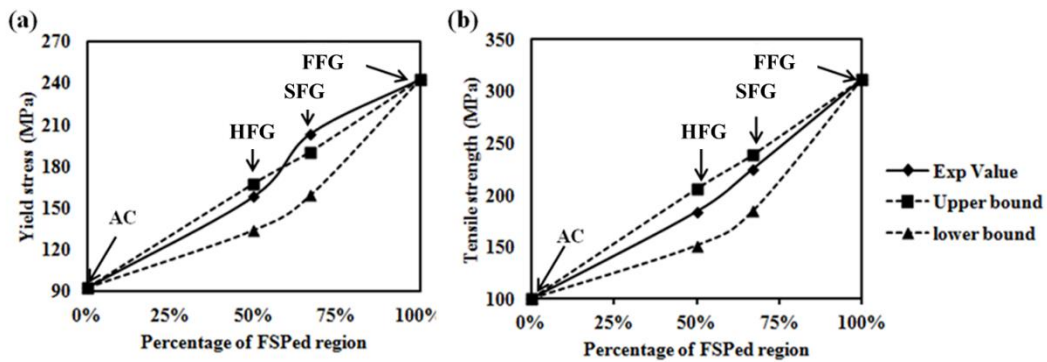 (a)
270
240
210
180
150
120
90
Yield stress (MPa)
FFG
SFG
HFG
AC
0%
25%
50%
75%
100%
Percentage of FSPed region
(b)
350
300
250
200
150
100
Tensile strength (MPa)
FFG
SFG
HFG
AC
0%
25%
50%
75%
100%
Percentage of FSPed region
Exp Value
Upper bound
lower bound